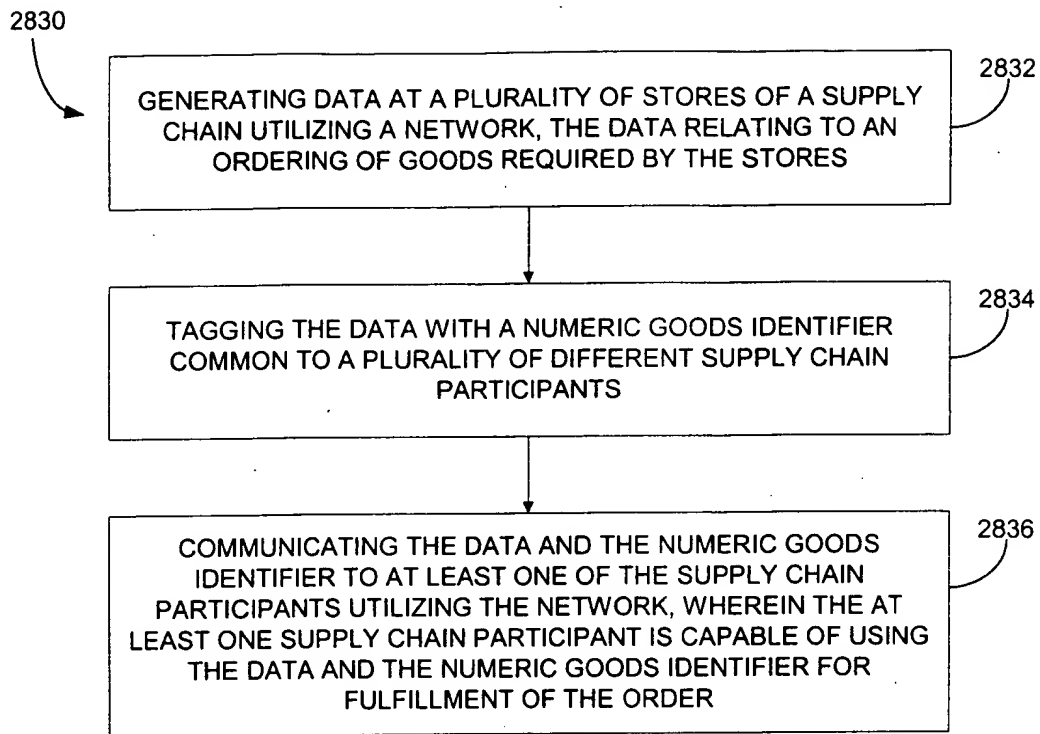 2830
2832
GENERATING DATA AT A PLURALITY OF STORES OF A SUPPLY
CHAIN UTILIZING A NETWORK, THE DATA RELATING TO AN
ORDERING OF GOODS REQUIRED BY THE STORES
2834
TAGGING THE DATA WITH A NUMERIC GOODS IDENTIFIER
COMMON TO A PLURALITY OF DIFFERENT SUPPLY CHAIN
PARTICIPANTS
2836
COMMUNICATING THE DATA AND THE NUMERIC GOODS
IDENTIFIER TO AT LEAST ONE OF THE SUPPLY CHAIN
PARTICIPANTS UTILIZING THE NETWORK, WHEREIN THE AT
LEAST ONE SUPPLY CHAIN PARTICIPANT IS CAPABLE OF USING
THE DATA AND THE NUMERIC GOODS IDENTIFIER FOR
FULFILLMENT OF THE ORDER